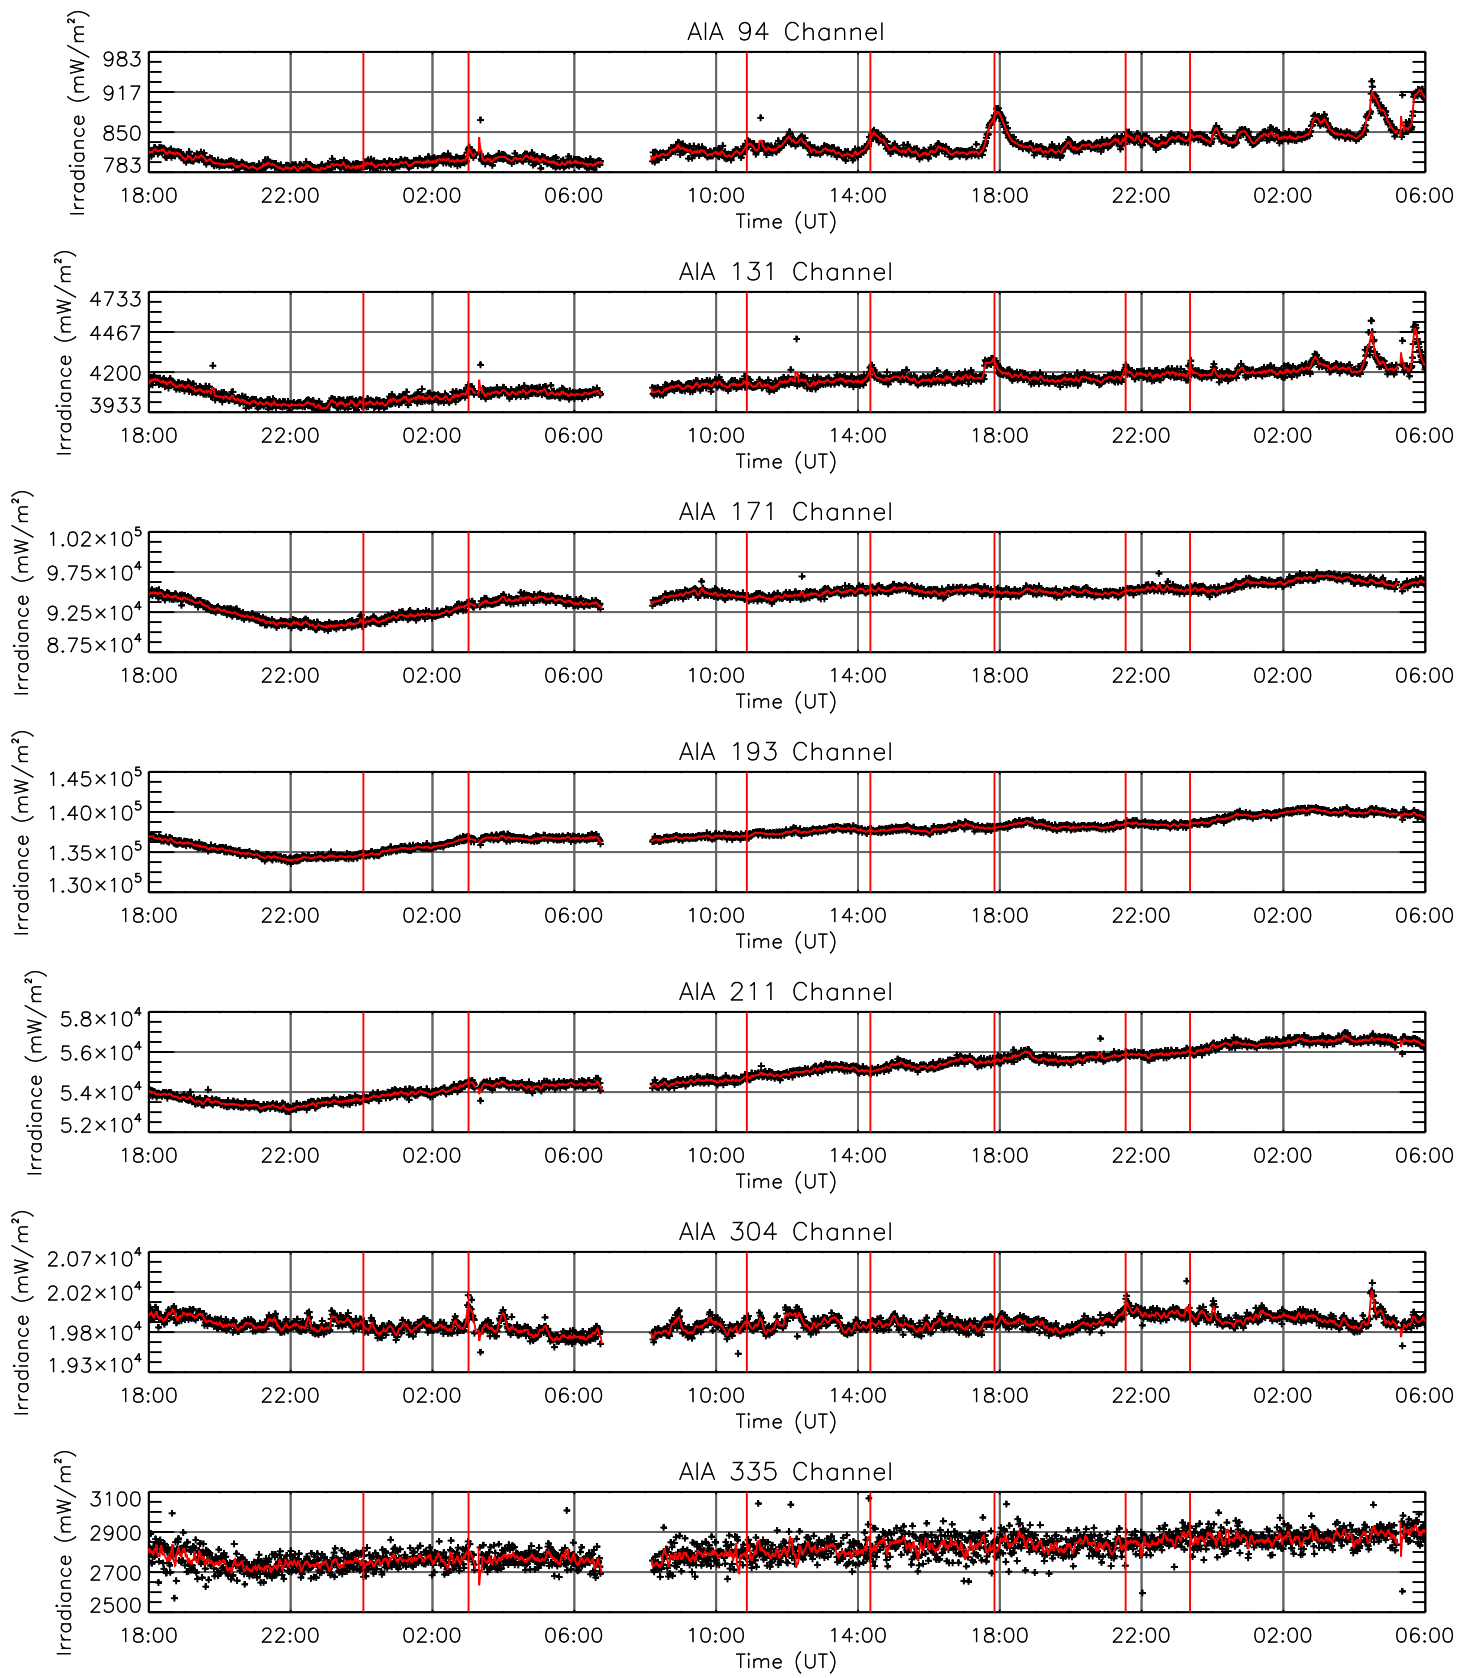 AIA 94 Channel
Irradiance (mW/m²)
983
917
850
783
18:00 22:00 02:00 06:00 10:00 14:00 18:00 22:00 02:00 06:00
Time (UT)
AIA 131 Channel
Irradiance (mW/m²)
4733
4467
4200
3933
18:00 22:00 02:00 06:00 10:00 14:00 18:00 22:00 02:00 06:00
Time (UT)
AIA 171 Channel
Irradiance (mW/m²)
1.02×10⁵
9.75×10⁴
9.25×10⁴
8.75×10⁴
18:00 22:00 02:00 06:00 10:00 14:00 18:00 22:00 02:00 06:00
Time (UT)
AIA 193 Channel
Irradiance (mW/m²)
1.45×10⁵
1.40×10⁵
1.35×10⁵
1.30×10⁵
18:00 22:00 02:00 06:00 10:00 14:00 18:00 22:00 02:00 06:00
Time (UT)
AIA 211 Channel
Irradiance (mW/m²)
5.8×10⁴
5.6×10⁴
5.4×10⁴
5.2×10⁴
18:00 22:00 02:00 06:00 10:00 14:00 18:00 22:00 02:00 06:00
Time (UT)
AIA 304 Channel
Irradiance (mW/m²)
2.07×10⁴
2.02×10⁴
1.98×10⁴
1.93×10⁴
18:00 22:00 02:00 06:00 10:00 14:00 18:00 22:00 02:00 06:00
Time (UT)
AIA 335 Channel
Irradiance (mW/m²)
3100
2900
2700
2500
18:00 22:00 02:00 06:00 10:00 14:00 18:00 22:00 02:00 06:00
Time (UT)